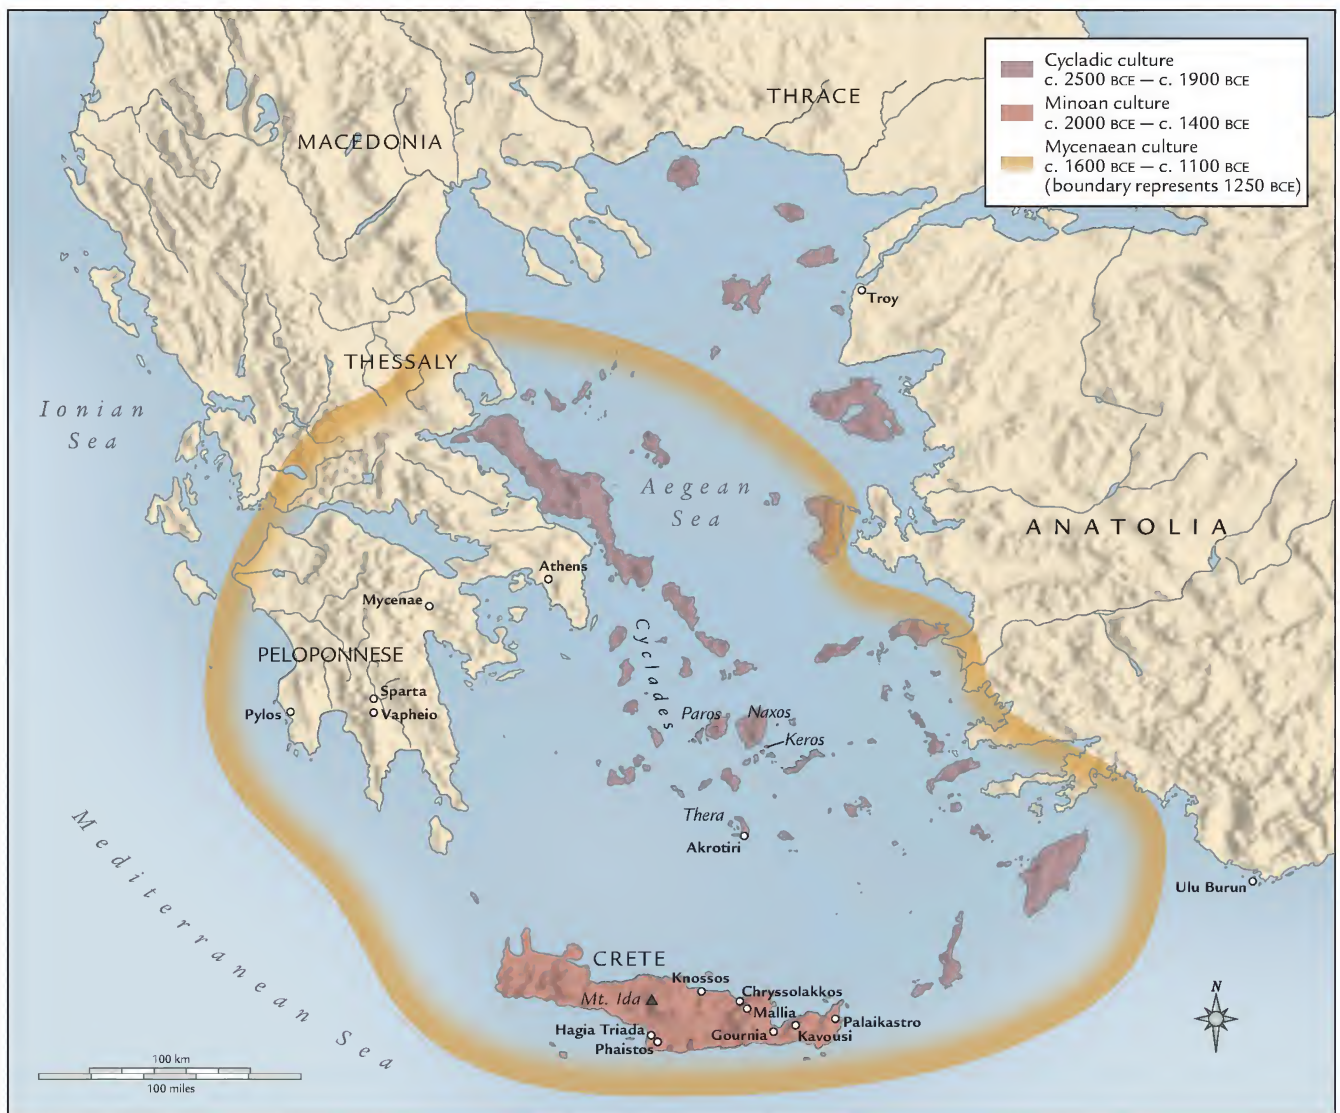 Cycladic culture
c. 2500 BCE — c. 1900 BCE
Minoan culture
c. 2000 BCE — c. 1400 BCE
Mycenaean culture
c. 1600 BCE — c. 1100 BCE
(boundary represents 1250 BCE)
THRACE
MACEDONIA
Troy
THESSALY
Ionian
Sea
Aegean
Sea
ANATOLIA
Athens
Mycenae
Cyclades
PELOPONNESE
Sparta
Vapheio
Pylos
Paros
Naxos
Keros
Thera
Akrotiri
Mediterranean Sea
Ulu Burun
CRETE
Knossos
Mt. Ida
Chryssolakkos
Mallia
Palaikastro
Hagia Triada
Gournia
Kavousi
Phaistos
N
100 km
100 miles